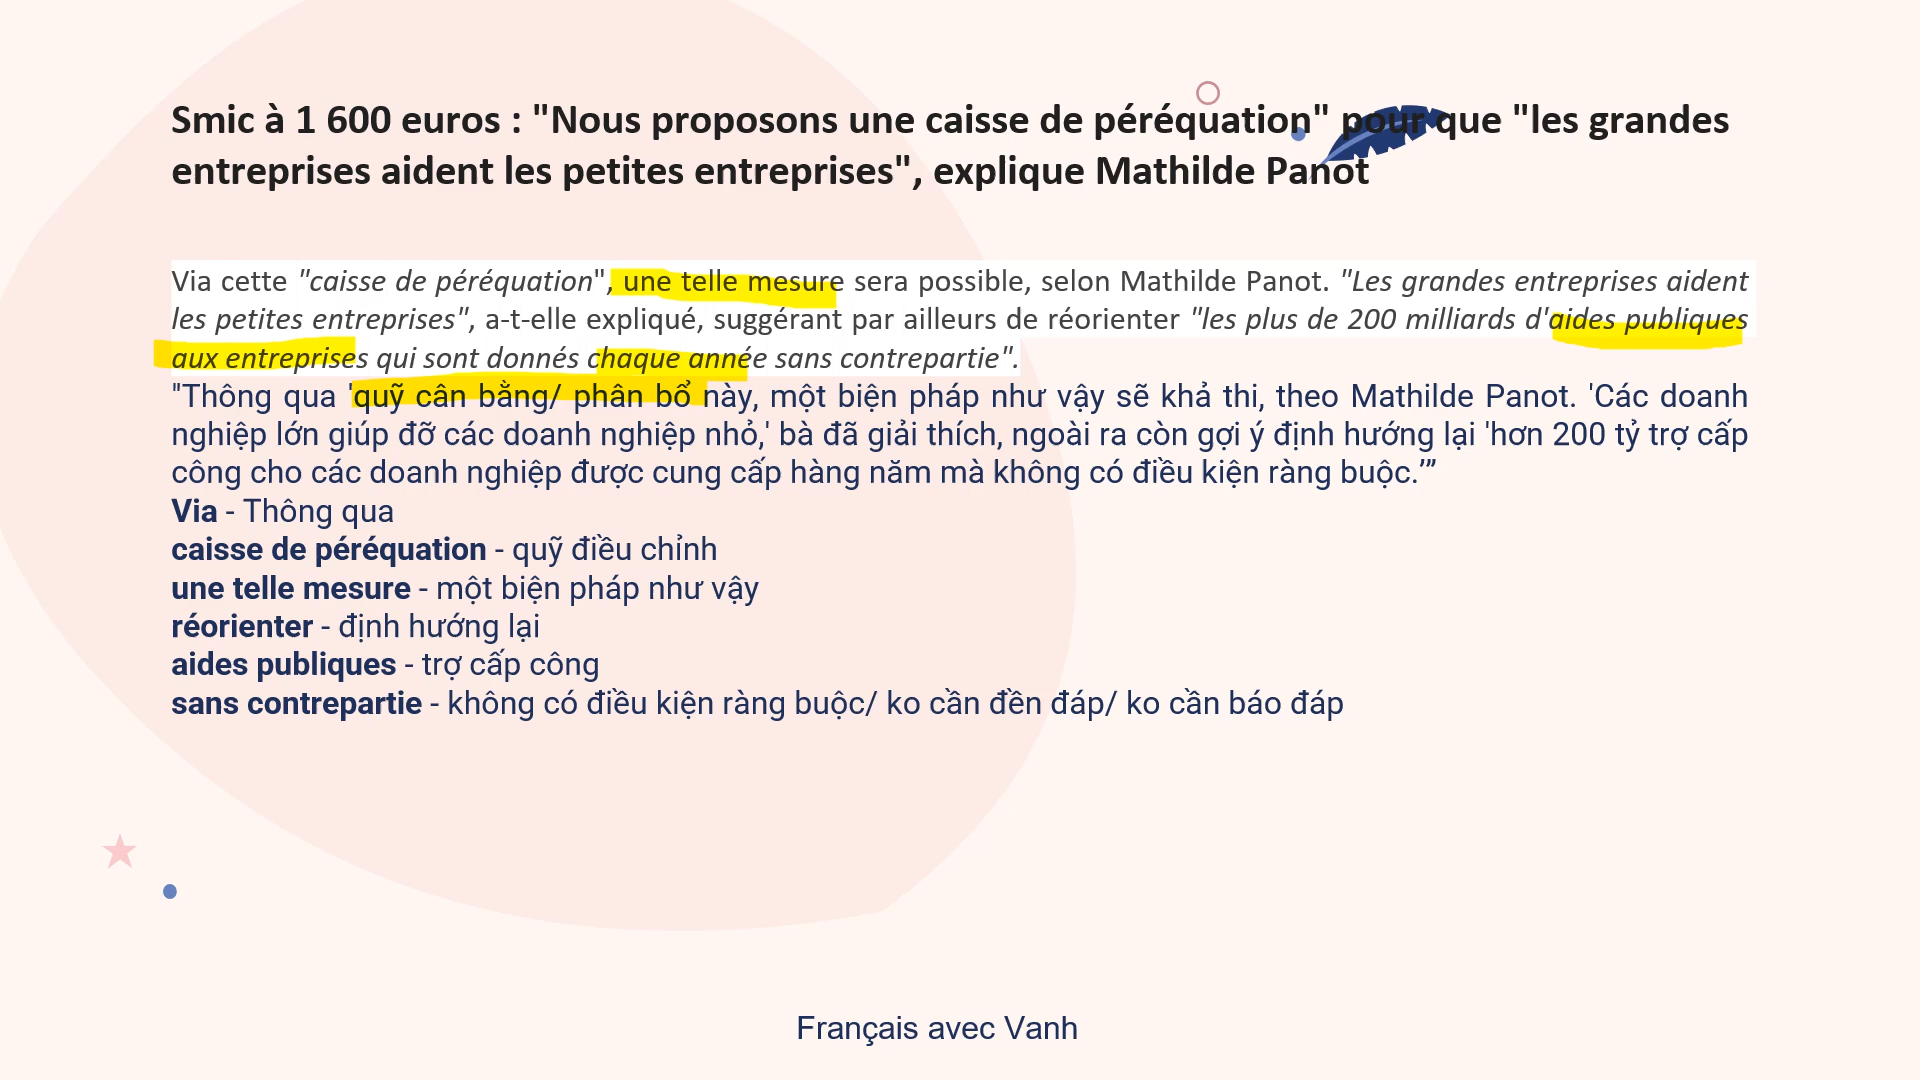 Smic à 1 600 euros : "Nous proposons une caisse de péréquation" pour que "les grandes
entreprises aident les petites entreprises", explique Mathilde Panot
Via cette "caisse de péréquation", une telle mesure sera possible, selon Mathilde Panot. "Les grandes entreprises aident
les petites entreprises", a-t-elle expliqué, suggérant par ailleurs de réorienter "les plus de 200 milliards d'aides publiques
aux entreprises qui sont donnés chaque année sans contrepartie".
"Thông qua 'quỹ cân bằng/ phân bổ này, một biện pháp như vậy sẽ khả thi, theo Mathilde Panot. 'Các doanh
nghiệp lớn giúp đỡ các doanh nghiệp nhỏ,' bà đã giải thích, ngoài ra còn gợi ý định hướng lại 'hơn 200 tỷ trợ cấp
công cho các doanh nghiệp được cung cấp hàng năm mà không có điều kiện ràng buộc.’”
Via - Thông qua
caisse de péréquation - quỹ điều chỉnh
une telle mesure - một biện pháp như vậy
réorienter - định hướng lại
aides publiques - trợ cấp công
sans contrepartie - không có điều kiện ràng buộc/ ko cần đền đáp/ ko cần báo đáp
Français avec Vanh